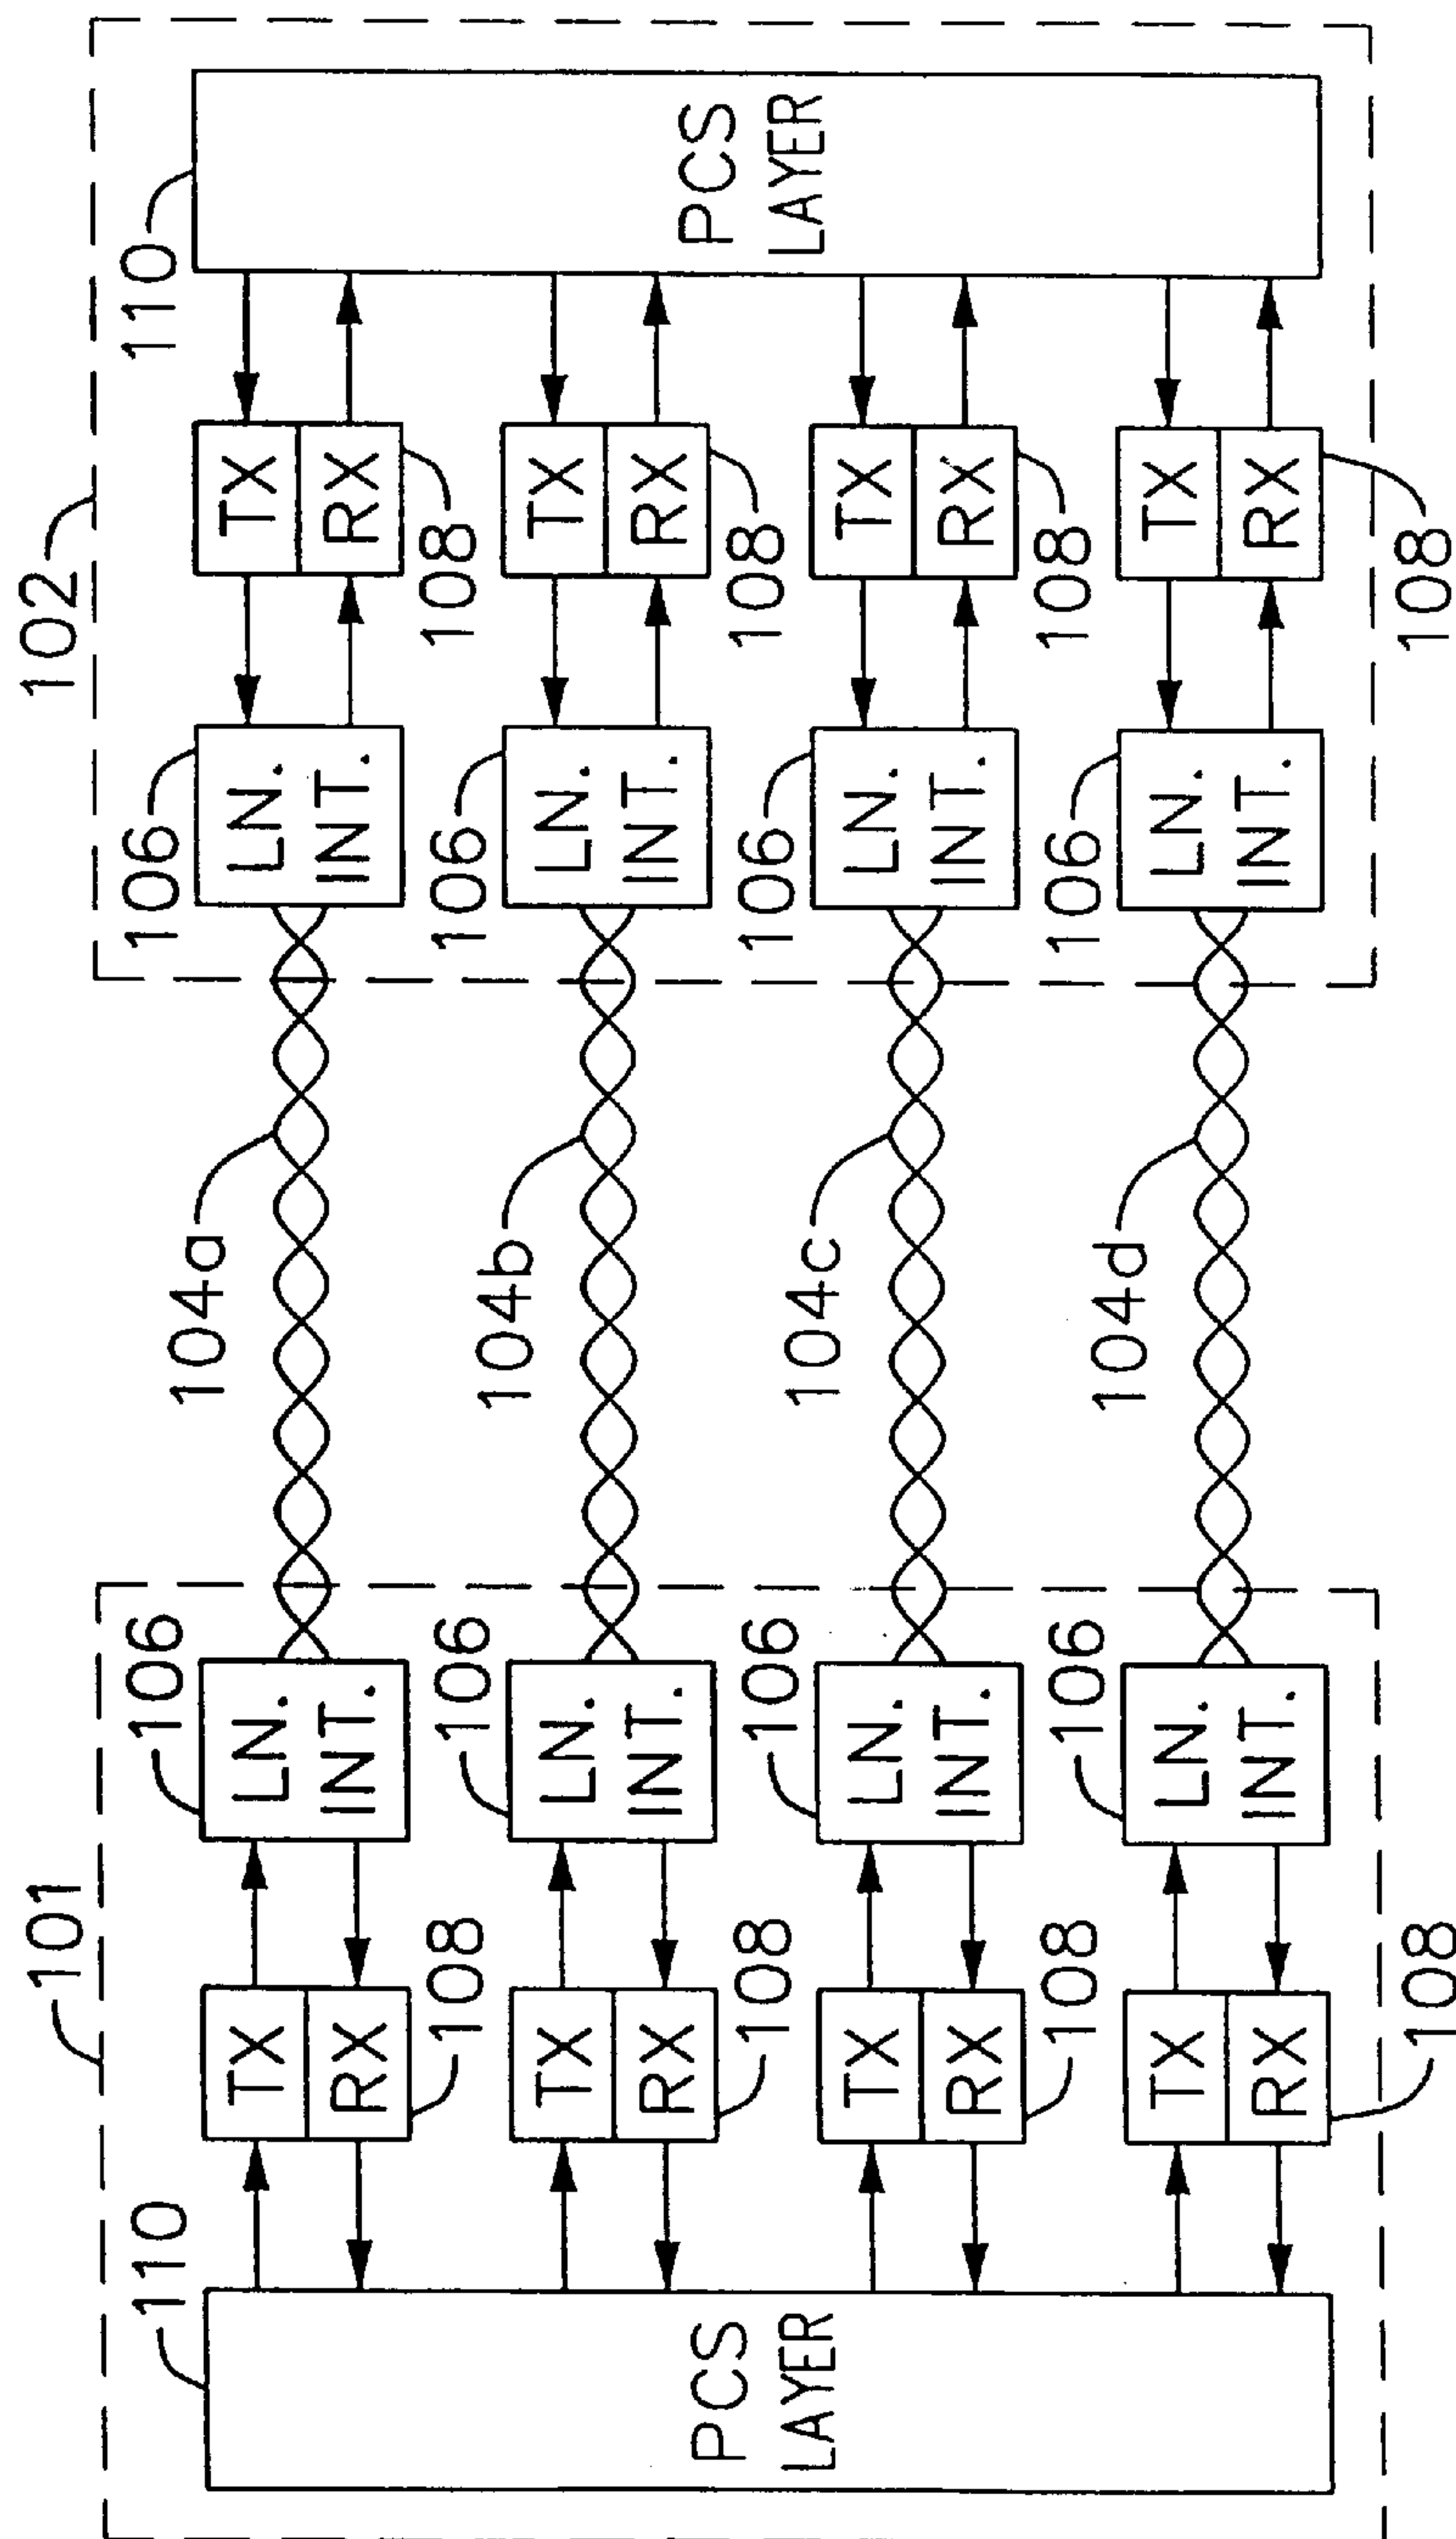 101
102
110
106
104a
106
110
TX
RX
LN.
INT.
LN.
INT.
TX
RX
108
108
106
104b
106
TX
RX
LN.
INT.
LN.
INT.
TX
RX
108
108
PCS
LAYER
PCS
LAYER
106
104c
106
TX
RX
LN.
INT.
LN.
INT.
TX
RX
108
108
106
104d
106
TX
RX
LN.
INT.
LN.
INT.
TX
RX
108
108